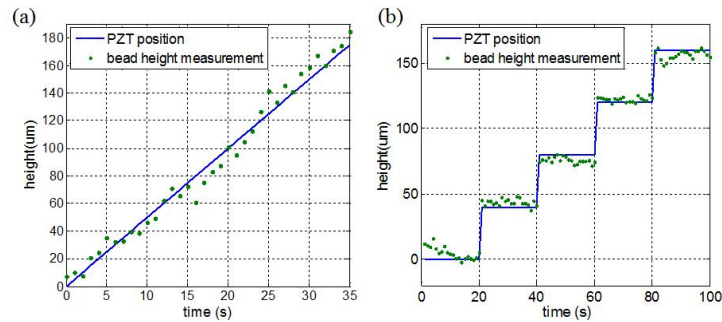 (a)
PZT position
bead height measurement
180
160
140
120
100
80
60
40
20
0
height(um)
0
5
10
15
20
25
30
35
time (s)
(b)
PZT position
bead height measurement
150
100
50
0
height(um)
0
20
40
60
80
100
time (s)